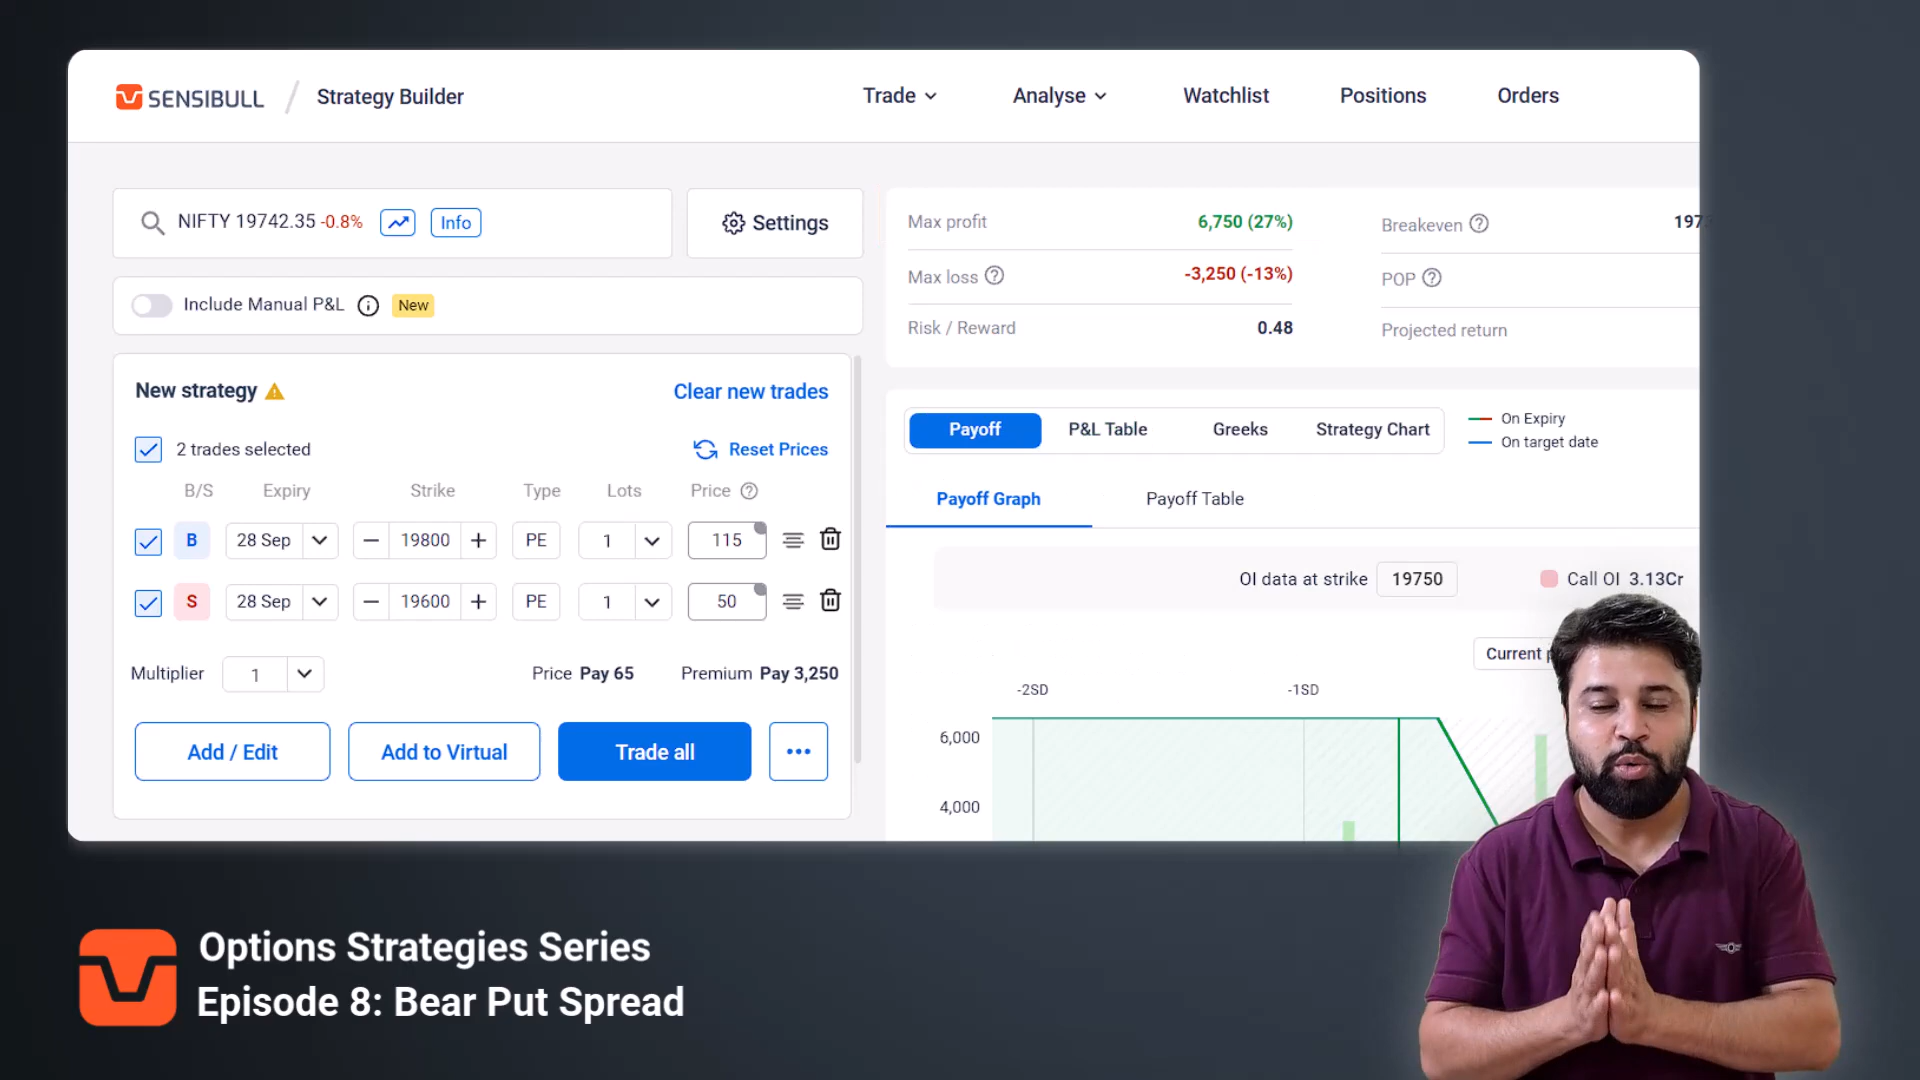 SENSIBULL / Strategy Builder
Trade
Analyse
Watchlist
Positions
Orders
NIFTY 19742.35 -0.8%
Info
Settings
Include Manual P&L
New
New strategy
Clear new trades
2 trades selected
Reset Prices
B/S Expiry Strike Type Lots Price
B 28 Sep 19800 PE 1 115
S 28 Sep 19600 PE 1 50
Multiplier 1
Price Pay 65
Premium Pay 3,250
Add / Edit
Add to Virtual
Trade all
Max profit 6,750 (27%)
Max loss -3,250 (-13%)
Risk / Reward 0.48
Breakeven
POP
Projected return
Payoff
P&L Table
Greeks
Strategy Chart
On Expiry
On target date
Payoff Graph
Payoff Table
OI data at strike 19750
Call OI 3.13Cr
Current
-2SD
-1SD
6,000
4,000
Options Strategies Series
Episode 8: Bear Put Spread